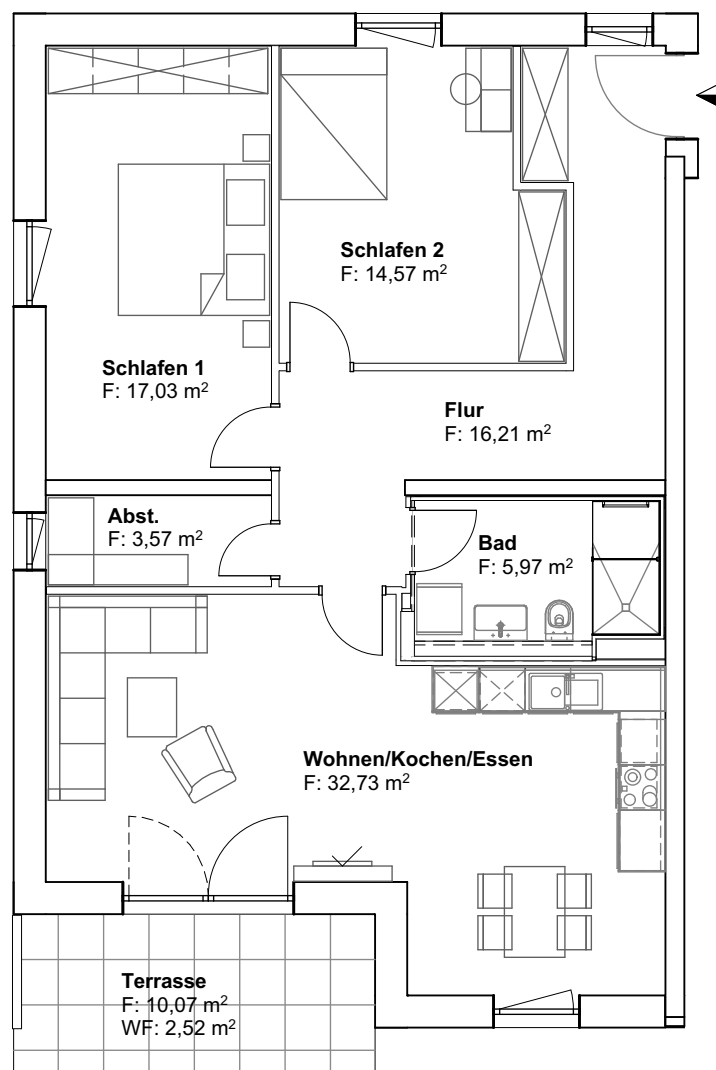 Schlafen 2
F: 14,57 m²
Schlafen 1
F: 17,03 m²
Flur
F: 16,21 m²
Abst.
F: 3,57 m²
Bad
F: 5,97 m²
Wohnen/Kochen/Essen
F: 32,73 m²
Terrasse
F: 10,07 m²
WF: 2,52 m²